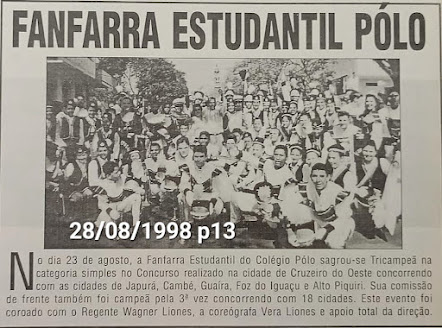 FANFARRA ESTUDANTIL PÓLO
28/08/1998 p13
No dia 23 de agosto, a Fanfarra Estudantil do Colégio Pólo sagrou-se Tricampeã na
categoria simples no Concurso realizado na cidade de Cruzeiro do Oeste concorrendo
com as cidades de Japurá, Cambé, Guaíra, Foz do Iguaçu e Alto Piquiri. Sua comissão
de frente também foi campeã pela 3ª vez concorrendo com 18 cidades. Este evento foi
coroado com o Regente Wagner Liones, a coreógrafa Vera Liones e apoio total da direção.